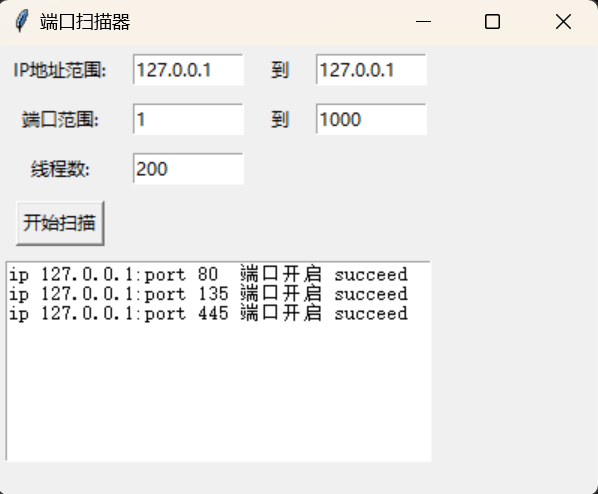 端口扫描器
IP地址范围: 127.0.0.1 到 127.0.0.1
端口范围: 1 到 1000
线程数: 200
开始扫描
ip 127.0.0.1:port 80  端口开启 succeed
ip 127.0.0.1:port 135 端口开启 succeed
ip 127.0.0.1:port 445 端口开启 succeed